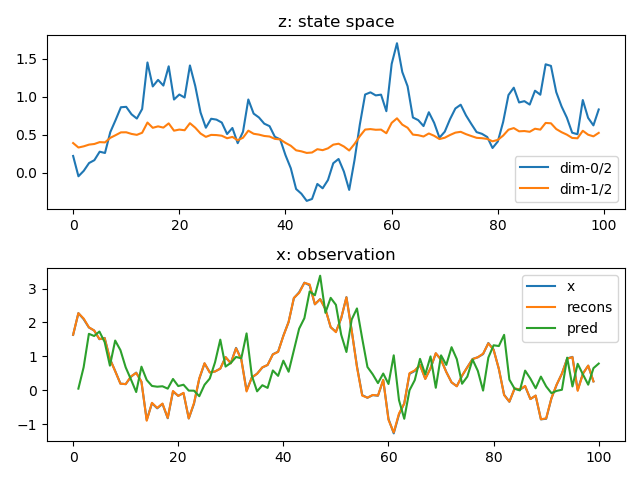 z: state space
1.5
1.0
0.5
0.0
dim-0/2
dim-1/2
0 20 40 60 80 100
x: observation
3
2
1
0
−1
x
recons
pred
0 20 40 60 80 100